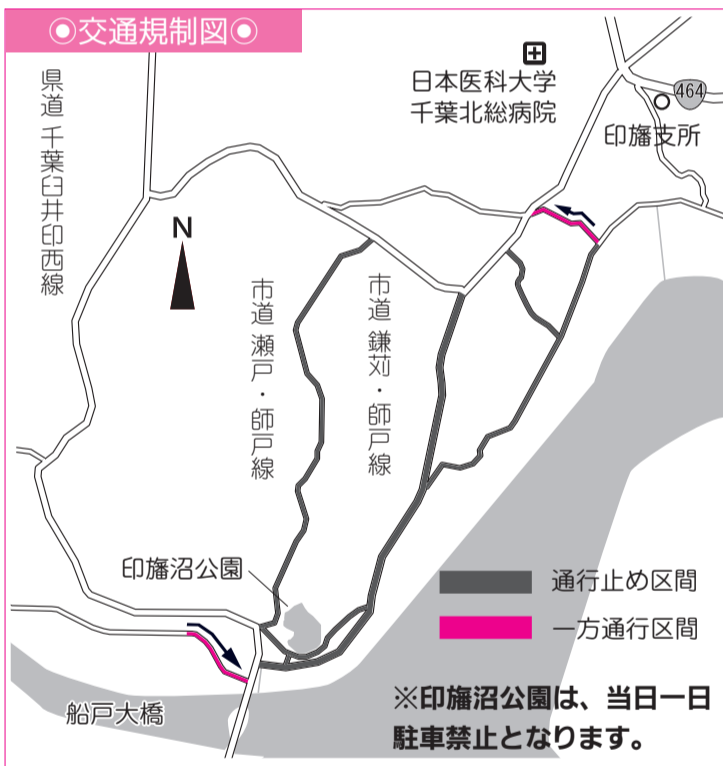 ◎交通規制図◎
県道 千葉臼井印西線
日本医科大学
千葉北総病院
464
印旛支所
N
市道 瀬戸・師戸線
市道 鎌苅・師戸線
印旛沼公園
通行止め区間
一方通行区間
船戸大橋
※印旛沼公園は、当日一日
駐車禁止となります。